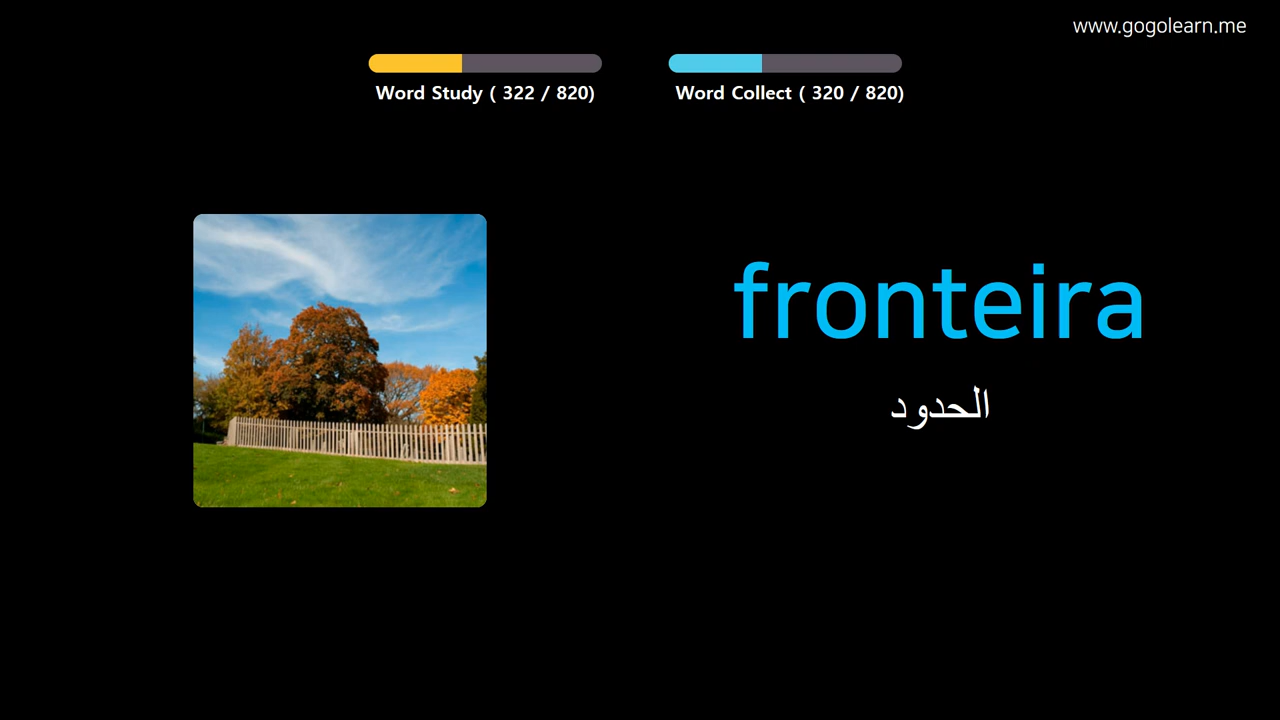 www.gogolearn.me
Word Study ( 322 / 820)
Word Collect ( 320 / 820)
fronteira
الحدود